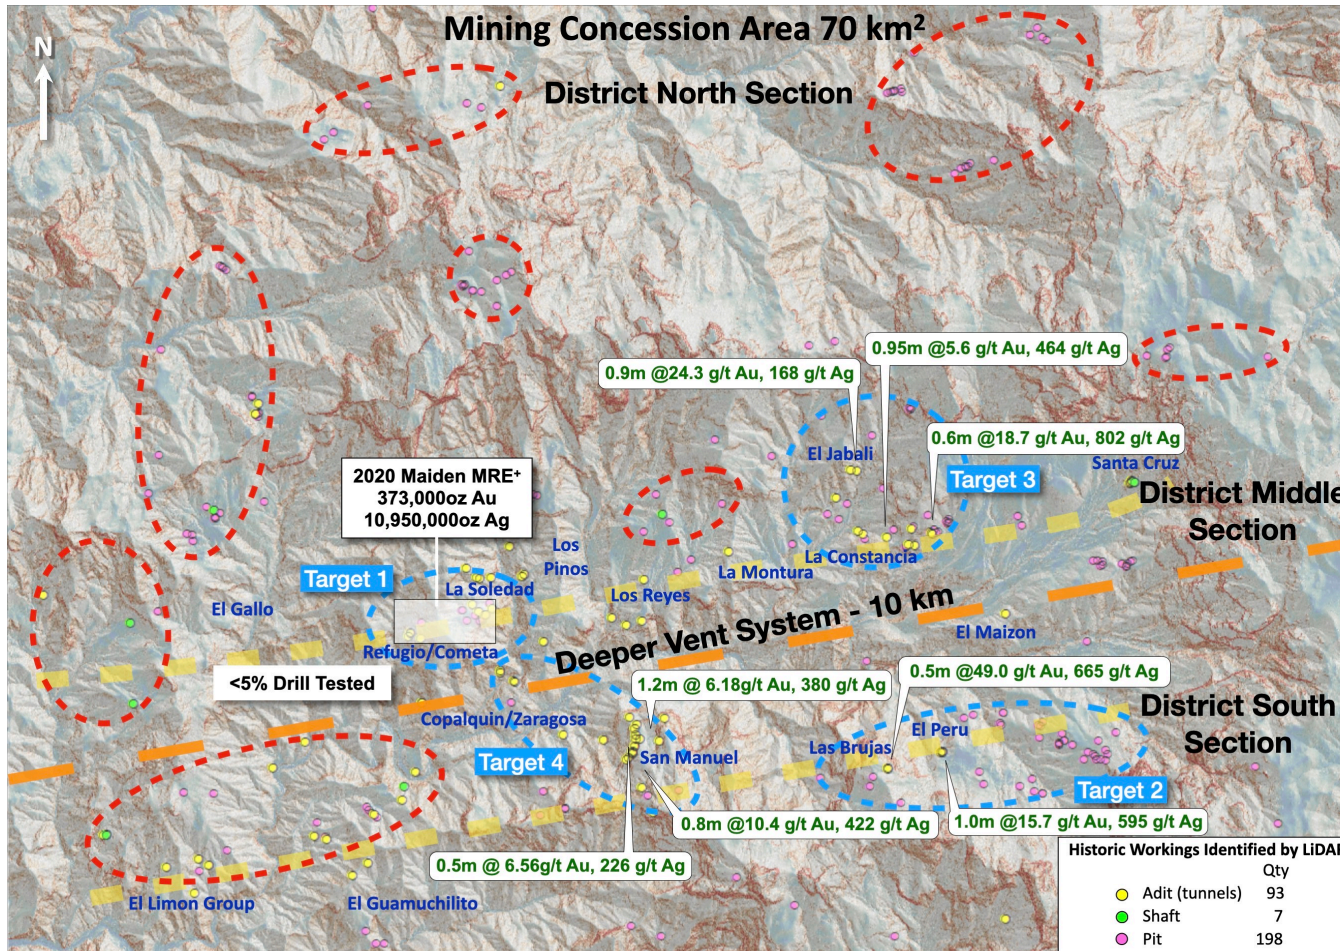 Mining Concession Area 70 km²
N
District North Section
0.95m @5.6 g/t Au, 464 g/t Ag
0.9m @24.3 g/t Au, 168 g/t Ag
0.6m @18.7 g/t Au, 802 g/t Ag
El Jabali
Santa Cruz
Target 3
2020 Maiden MRE+
373,000oz Au
10,950,000oz Ag
District Middle
Section
Los
Pinos
La Constancia
La Montura
Target 1
La Soledad
Los Reyes
El Gallo
Deeper Vent System - 10 km
El Maizon
Refugio/Cometa
<5% Drill Tested
0.5m @49.0 g/t Au, 665 g/t Ag
1.2m @ 6.18g/t Au, 380 g/t Ag
Copalquin/Zaragosa
District South
Section
El Peru
Las Brujas
San Manuel
Target 4
Target 2
0.8m @10.4 g/t Au, 422 g/t Ag
1.0m @15.7 g/t Au, 595 g/t Ag
0.5m @ 6.56g/t Au, 226 g/t Ag
El Limon Group
El Guamuchilito
Historic Workings Identified by LiDA
Qty
Adit (tunnels) 93
Shaft 7
Pit 198